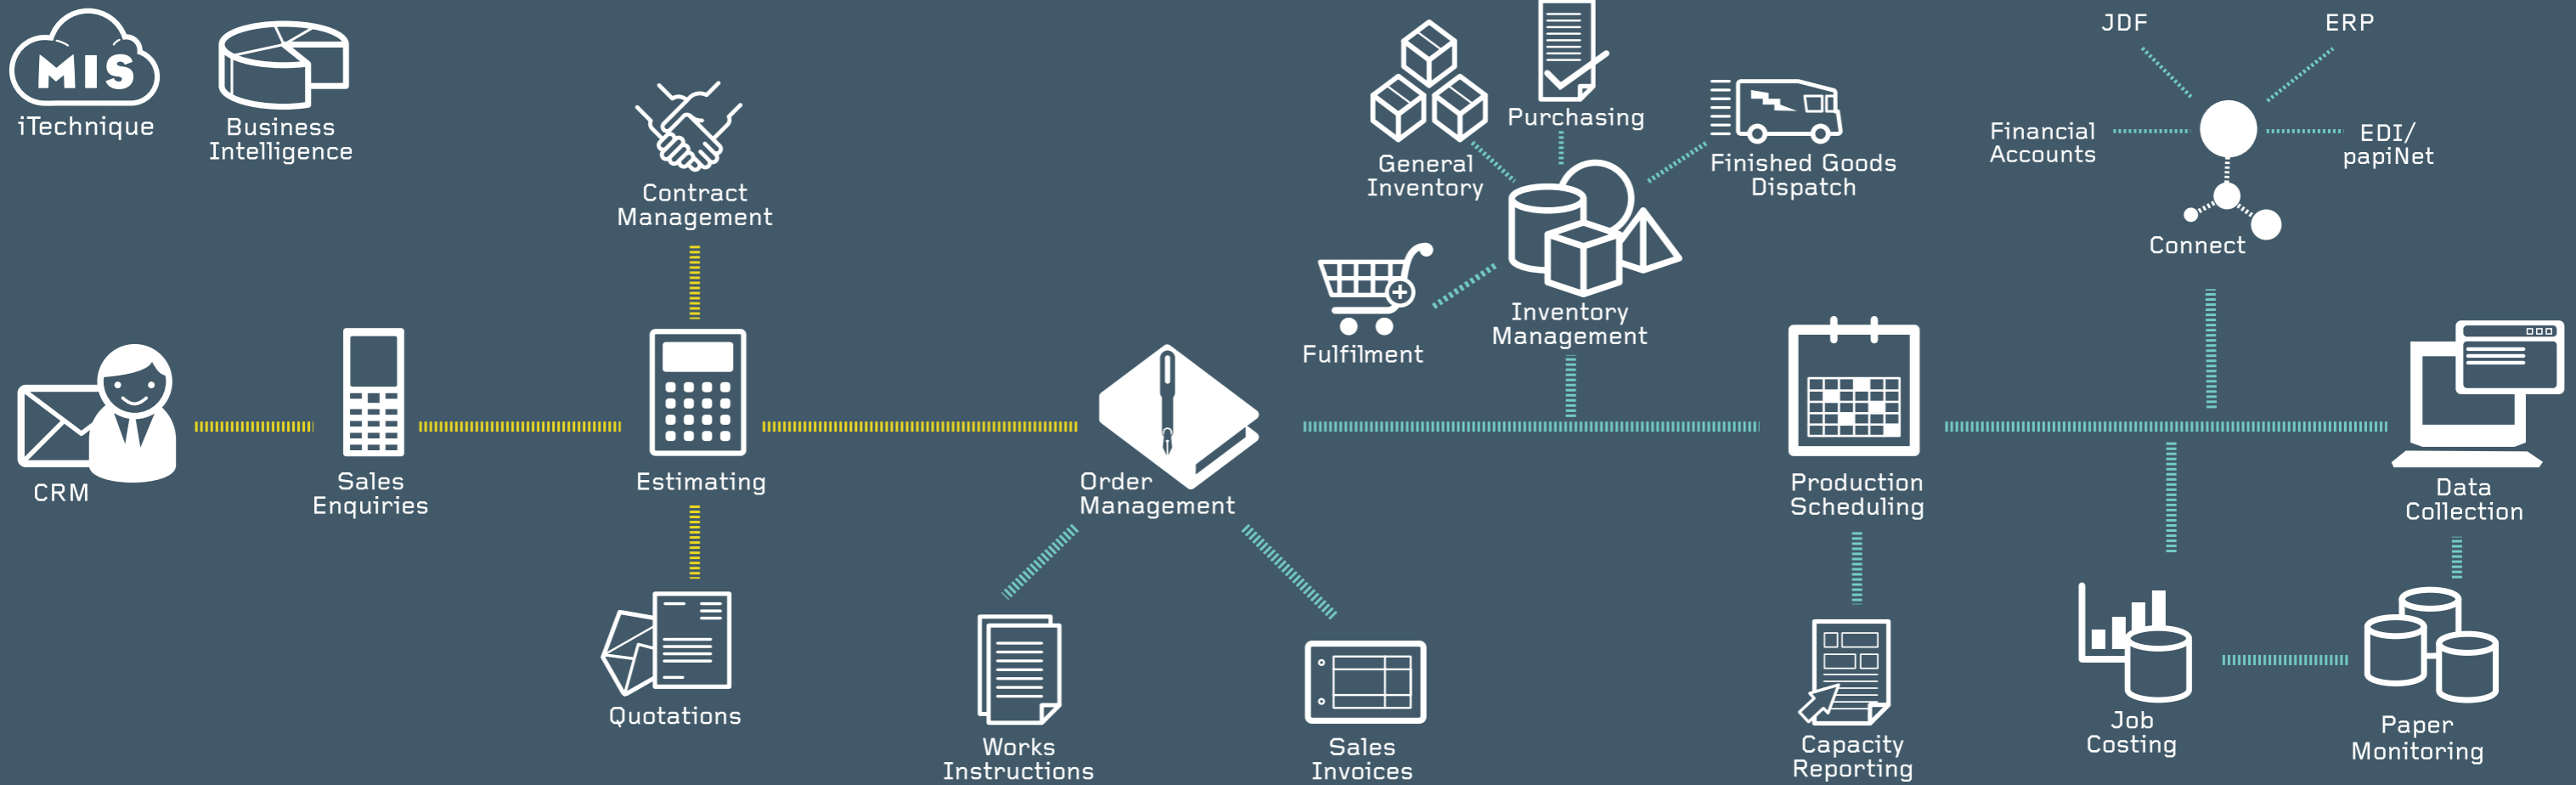 MIS
iTechnique
Business
Intelligence
Contract
Management
General
Inventory
Purchasing
Finished Goods
Dispatch
Fulfilment
Inventory
Management
JDF
ERP
Financial
Accounts
EDI/
papiNet
Connect
CRM
Sales
Enquiries
Estimating
Order
Management
Production
Scheduling
Data
Collection
Quotations
Works
Instructions
Sales
Invoices
Capacity
Reporting
Job
Costing
Paper
Monitoring